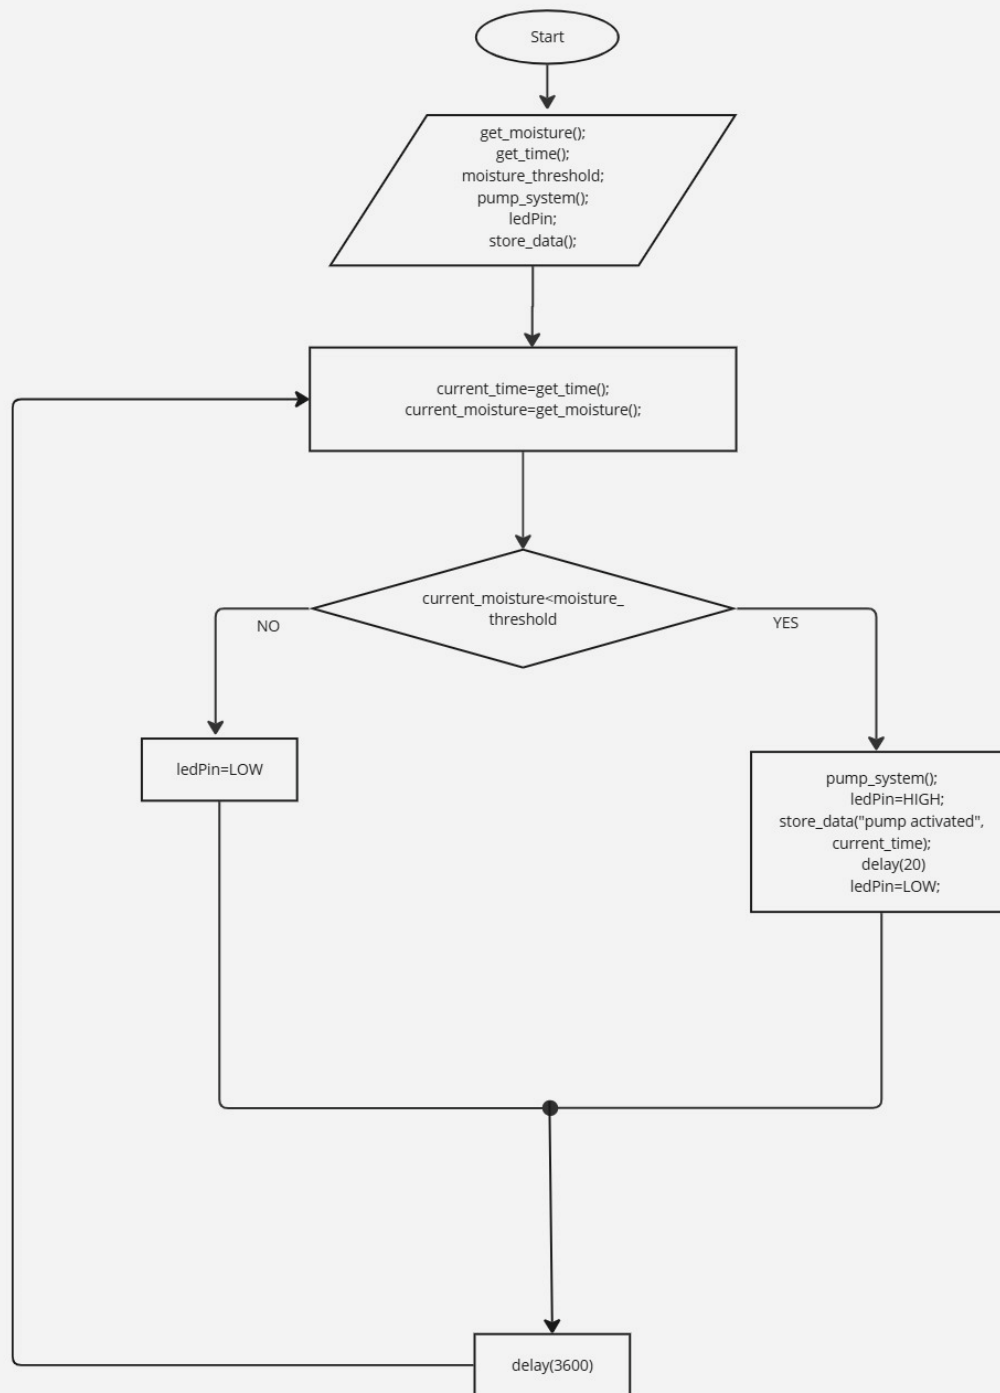 Start
get_moisture();
get_time();
moisture_threshold;
pump_system();
ledPin;
store_data();
current_time=get_time();
current_moisture=get_moisture();
current_moisture<moisture_
threshold
NO
YES
ledPin=LOW
pump_system();
ledPin=HIGH;
store_data("pump activated",
current_time);
delay(20)
ledPin=LOW;
delay(3600)